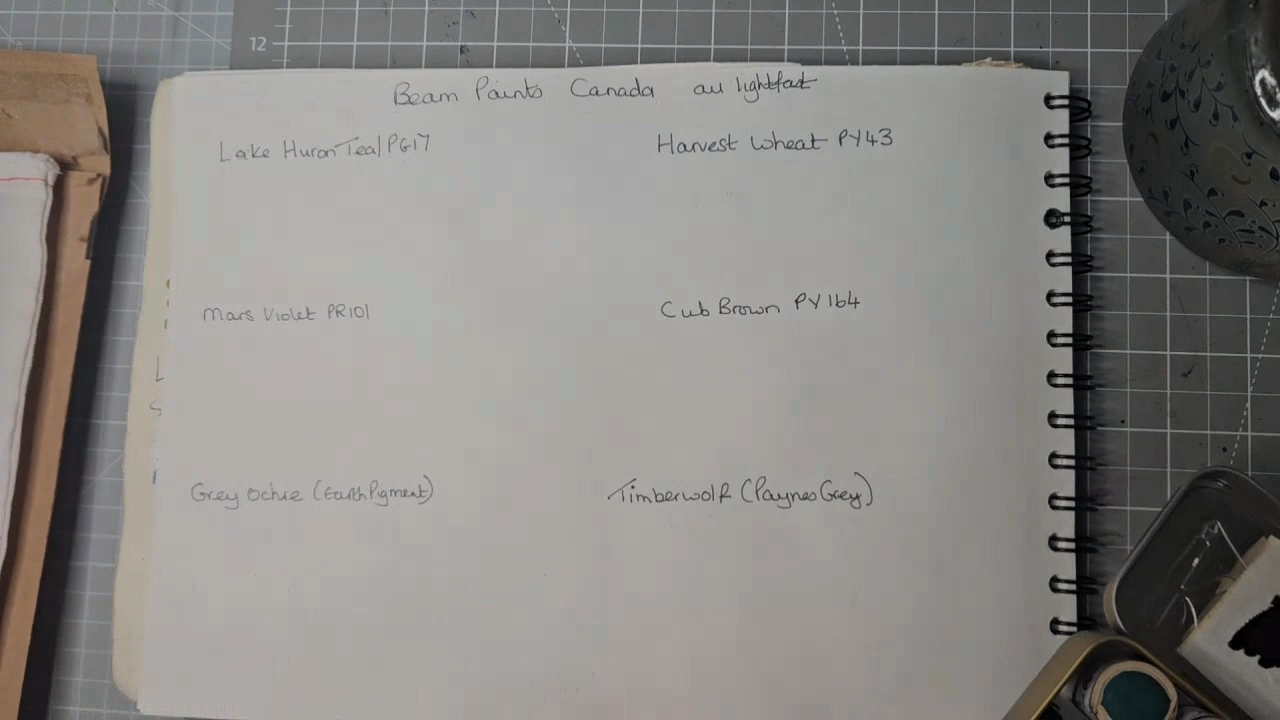 12
Beam Paints Canada all lightfast
Lake Huron Teal PG17
Harvest Wheat PY43
Mars Violet PR101
Cub Brown PY164
Grey Ochre (Earth Pigment)
Timberwolf (Paynes Grey)